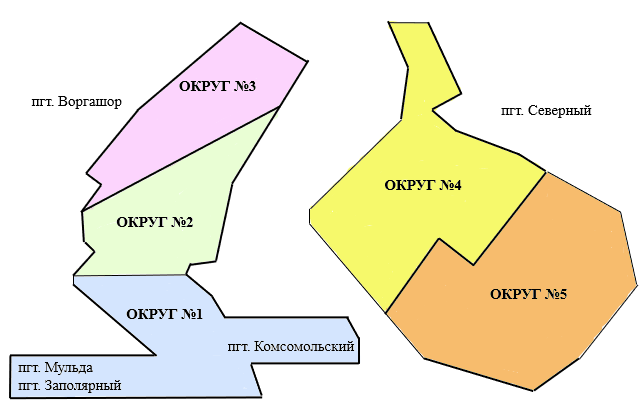 ОКРУГ №3
пгт. Воргашор
пгт. Северный
ОКРУГ №4
ОКРУГ №2
ОКРУГ №5
ОКРУГ №1
пгт. Комсомольский
пгт. Мульда
пгт. Заполярный